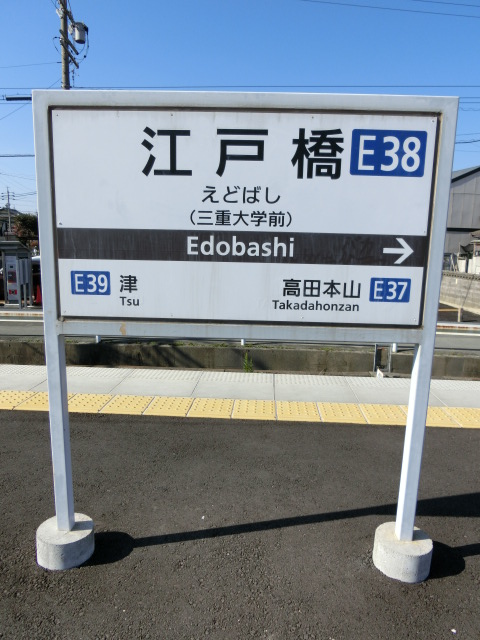 江戸橋 E38
えどばし
（三重大学前）
Edobashi
E39 津 高田本山 E37
Tsu Takadahonzan